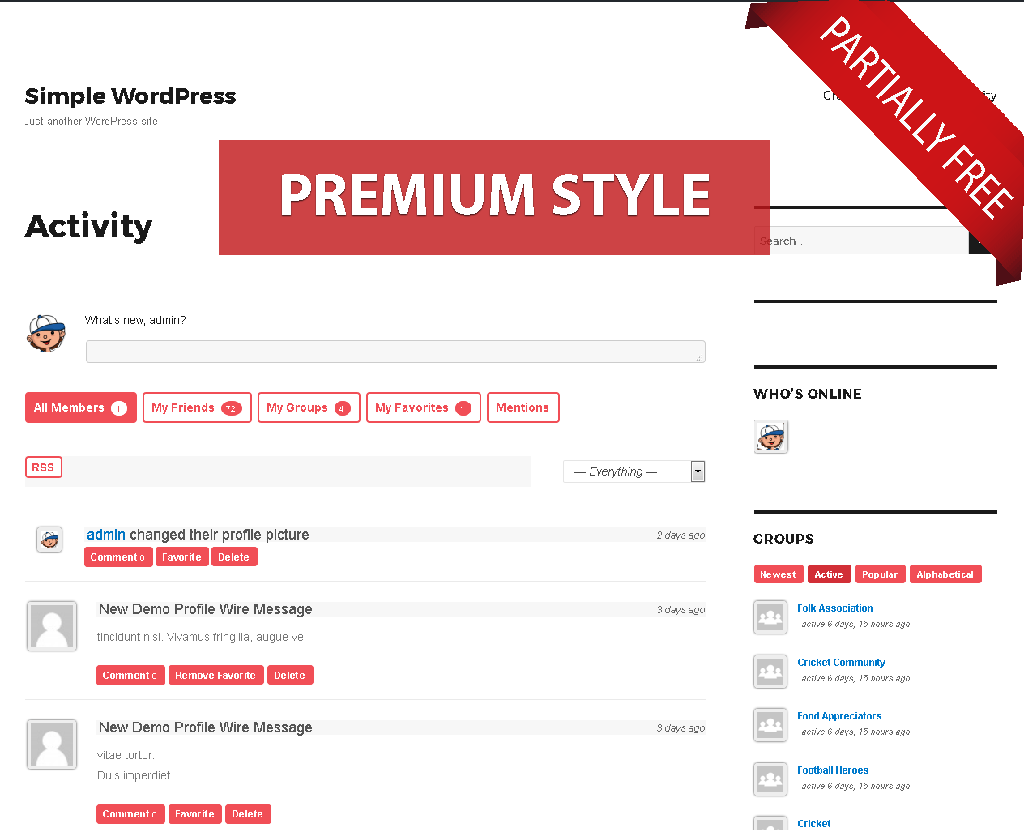 PARTIALLY FREE
Simple WordPress
Just another WordPress site
PREMIUM STYLE
Activity
Search
What's new, admin?
All Members 1
My Friends 72
My Groups 4
My Favorites
Mentions
WHO'S ONLINE
RSS
— Everything —
admin changed their profile picture
2 days ago
Comment 0
Favorite
Delete
New Demo Profile Wire Message
3 days ago
tincidunt nisl. Vivamus fringilla, augue ve
Comment 0
Remove Favorite
Delete
New Demo Profile Wire Message
3 days ago
vitae tortor.
Duis imperdiet
Comment 0
Favorite
Delete
GROUPS
Newest
Active
Popular
Alphabetical
Folk Association
active 6 days, 15 hours ago
Cricket Community
active 6 days, 15 hours ago
Food Appreciators
active 6 days, 15 hours ago
Football Heroes
active 6 days, 15 hours ago
Cricket